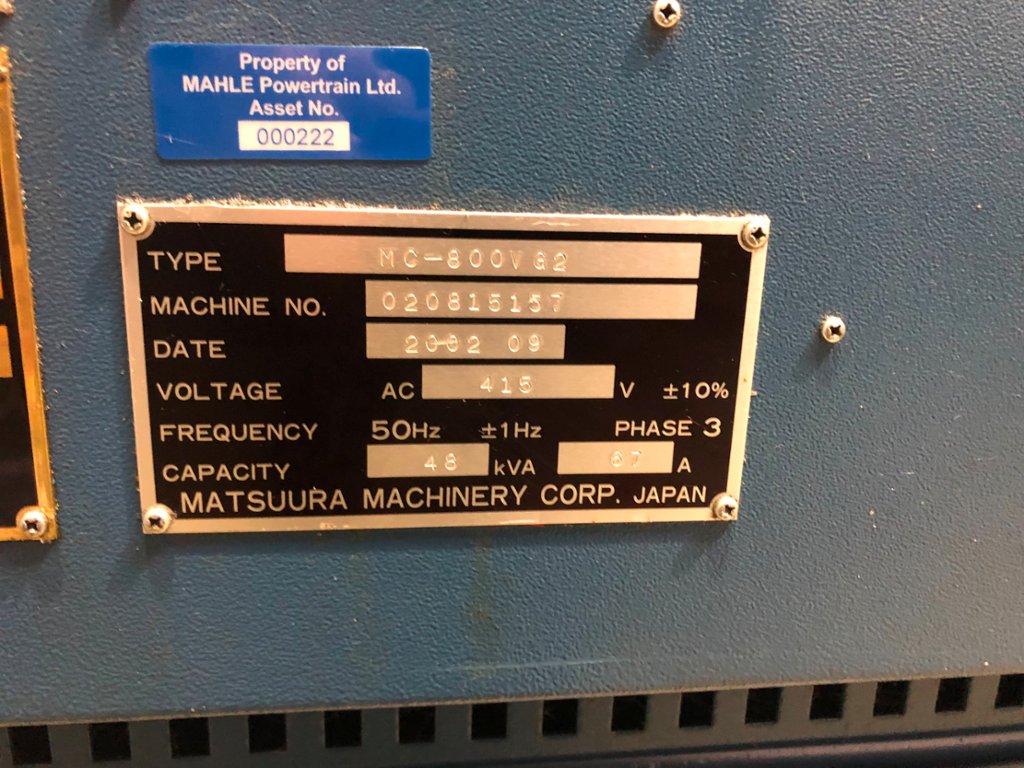 Property of
MAHLE Powertrain Ltd.
Asset No.
000222
TYPE MC-800VG2
MACHINE NO. 020815157
DATE 2002 09
VOLTAGE AC 415 V ±10%
FREQUENCY 50Hz ±1Hz PHASE 3
CAPACITY 48 kVA 67 A
MATSUURA MACHINERY CORP. JAPAN